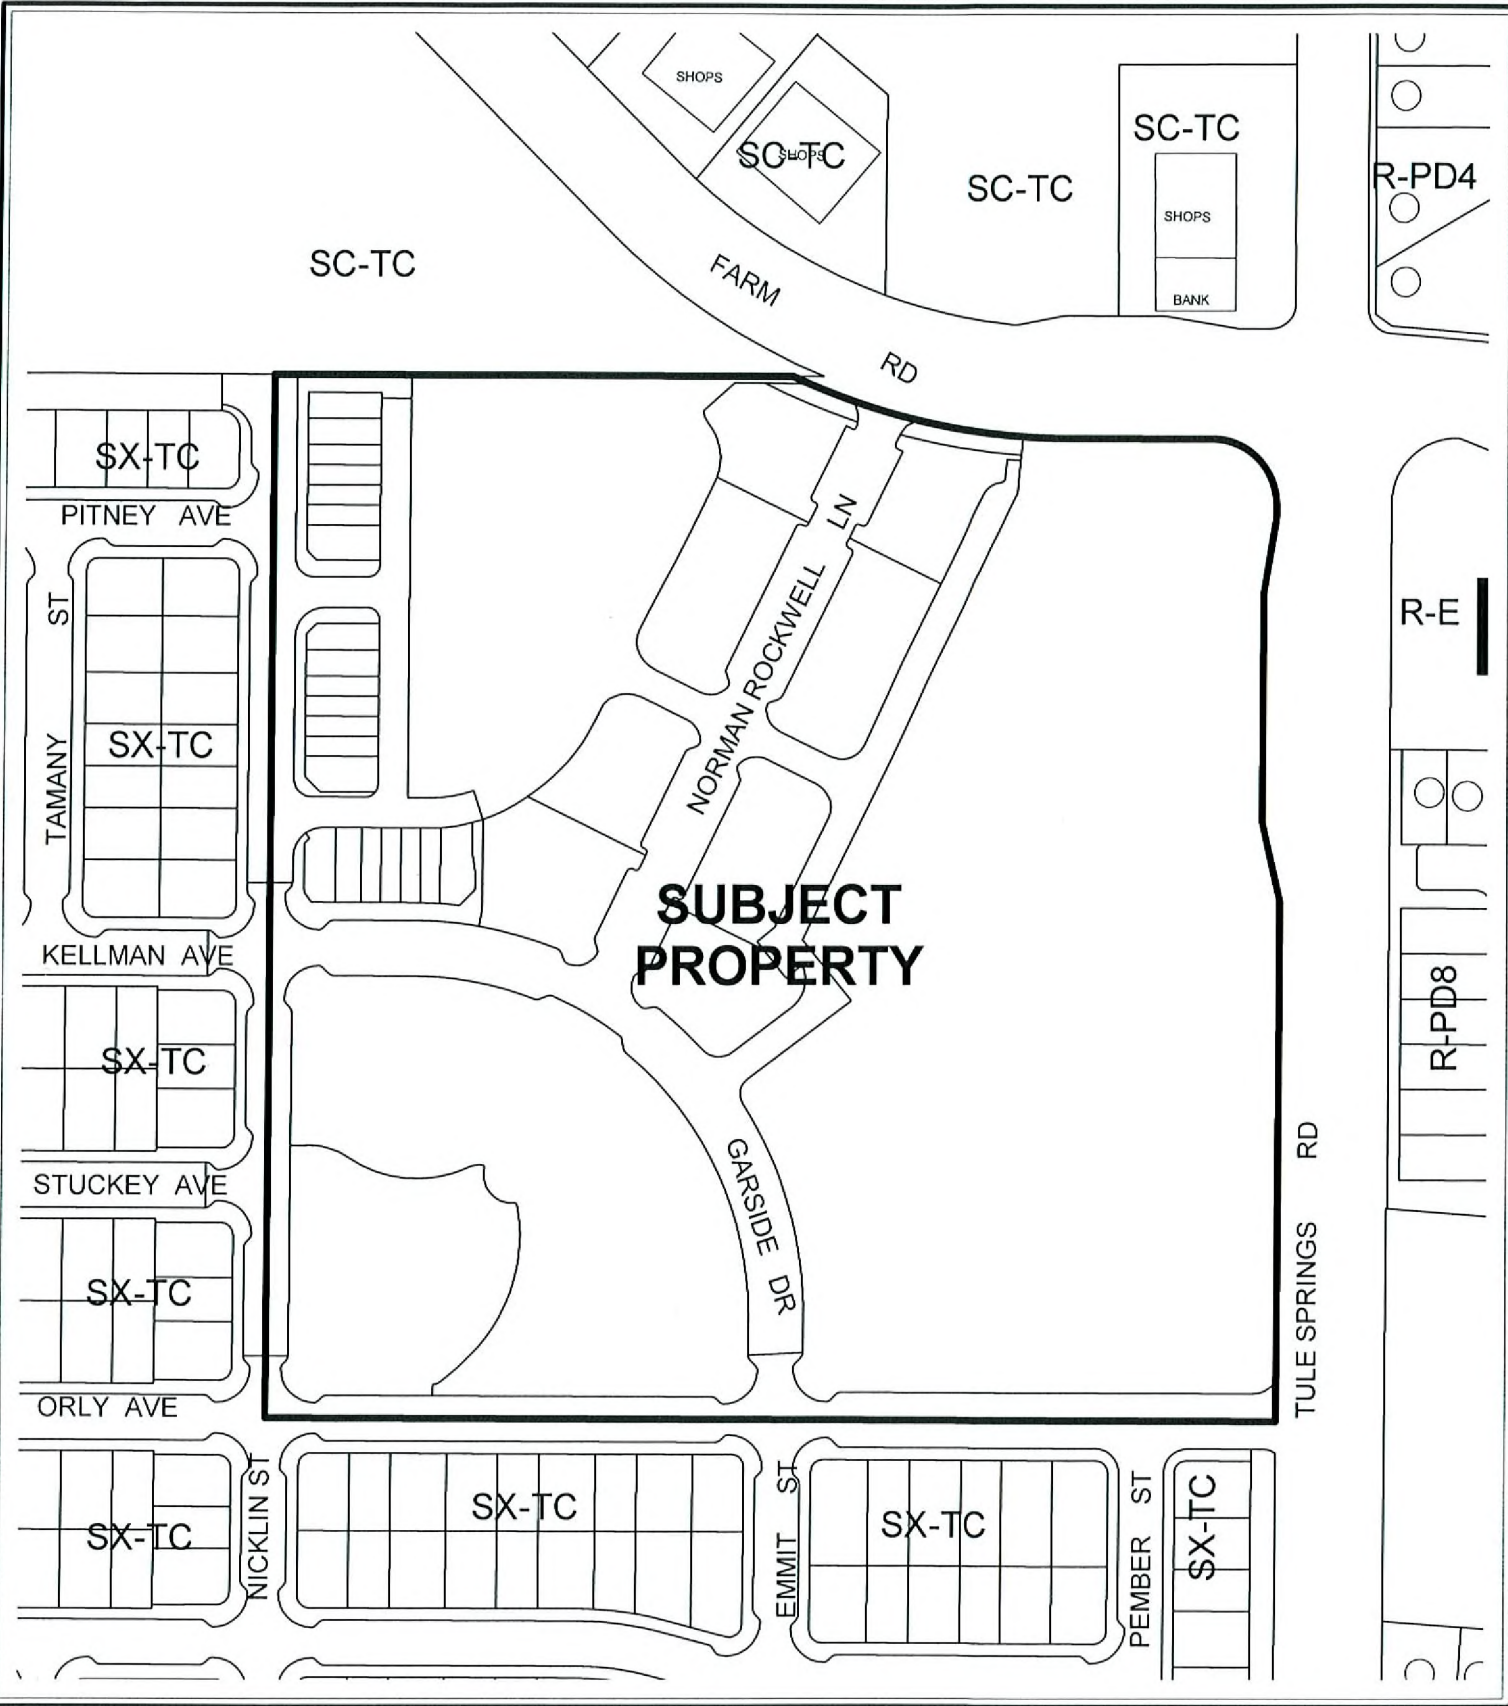 SHOPS
SC-TC
SHOPS
SC-TC
SC-TC
SHOPS
BANK
R-PD4
SC-TC
FARM RD
SX-TC
PITNEY AVE
NORMAN ROCKWELL LN
TAMANY ST
SX-TC
R-E
SUBJECT
PROPERTY
KELLMAN AVE
R-PD8
SX-TC
STUCKEY AVE
GARSIDE DR
TULE SPRINGS RD
SX-TC
ORLY AVE
NICKLIN ST
SX-TC
SX-TC
EMMIT ST
SX-TC
PEMBER ST
SX-TC